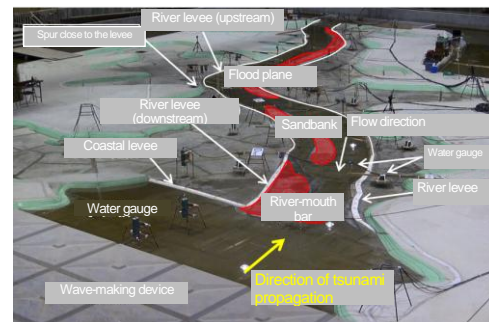 River levee (upstream)
Spur close to the levee
Flood plane
River levee
(downstream)
Sandbank
Flow direction
Coastal levee
Water gauge
River levee
Water gauge
River-mouth
bar
Direction of tsunami
propagation
Wave-making device